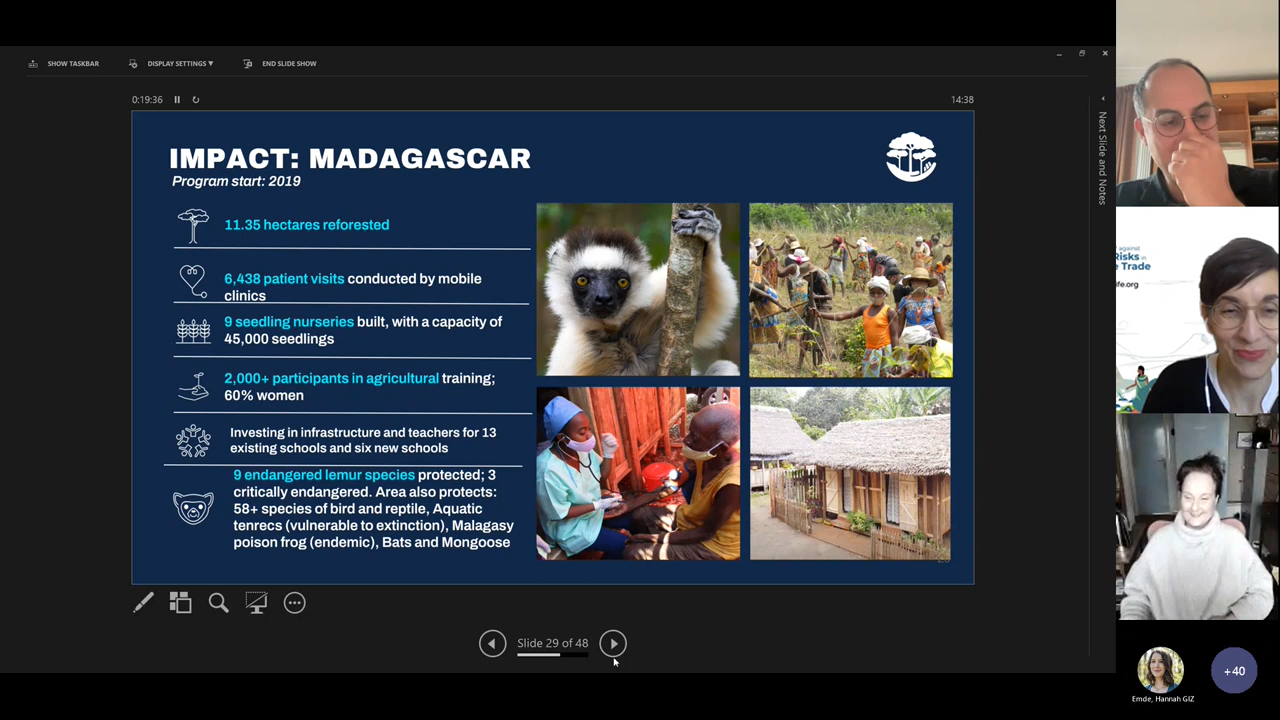 SHOW TASKBAR
DISPLAY SETTINGS
END SLIDE SHOW
0:19:36
14:38
Next Slide and Notes
IMPACT: MADAGASCAR
Program start: 2019
11.35 hectares reforested
6,438 patient visits conducted by mobile
clinics
9 seedling nurseries built, with a capacity of
45,000 seedlings
2,000+ participants in agricultural training;
60% women
Investing in infrastructure and teachers for 13
existing schools and six new schools
9 endangered lemur species protected; 3
critically endangered. Area also protects:
58+ species of bird and reptile, Aquatic
tenrecs (vulnerable to extinction), Malagasy
poison frog (endemic), Bats and Mongoose
Slide 29 of 48
against
Risks in
e Trade
ife.org
Emde, Hannah GIZ
+40